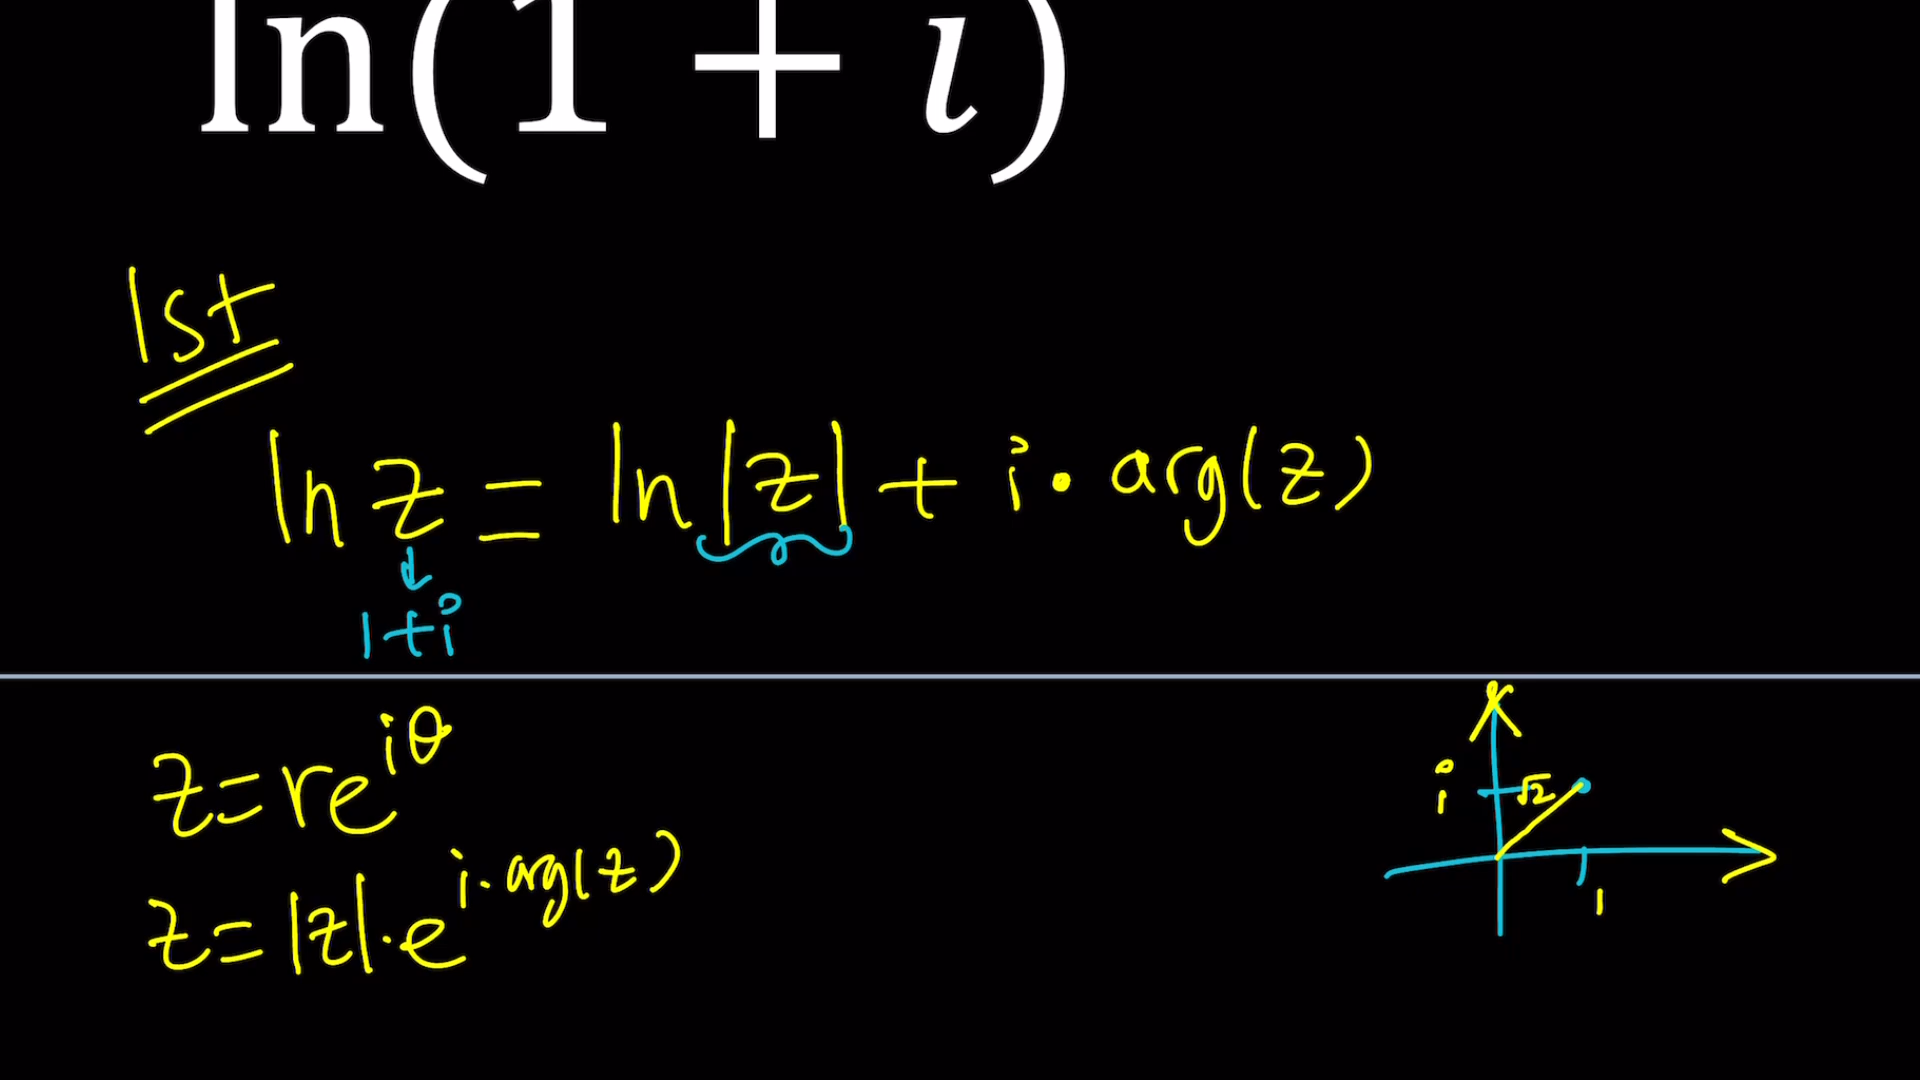 ln(1 + i)
1st
ln z = ln|z| + i · arg(z)
1+i
z = re^{iθ}
z = |z| · e^{i · arg(z)}
i
√2
1